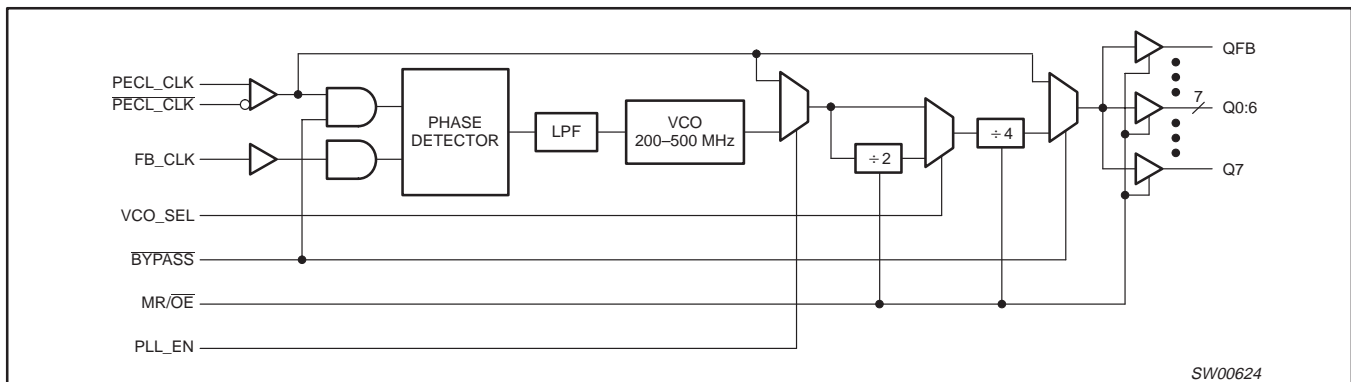 PECL_CLK
PECL_CLK
FB_CLK
VCO_SEL
BYPASS
MR/OE
PLL_EN
PHASE
DETECTOR
LPF
VCO
200–500 MHz
÷2
÷4
QFB
7
Q0:6
Q7
SW00624